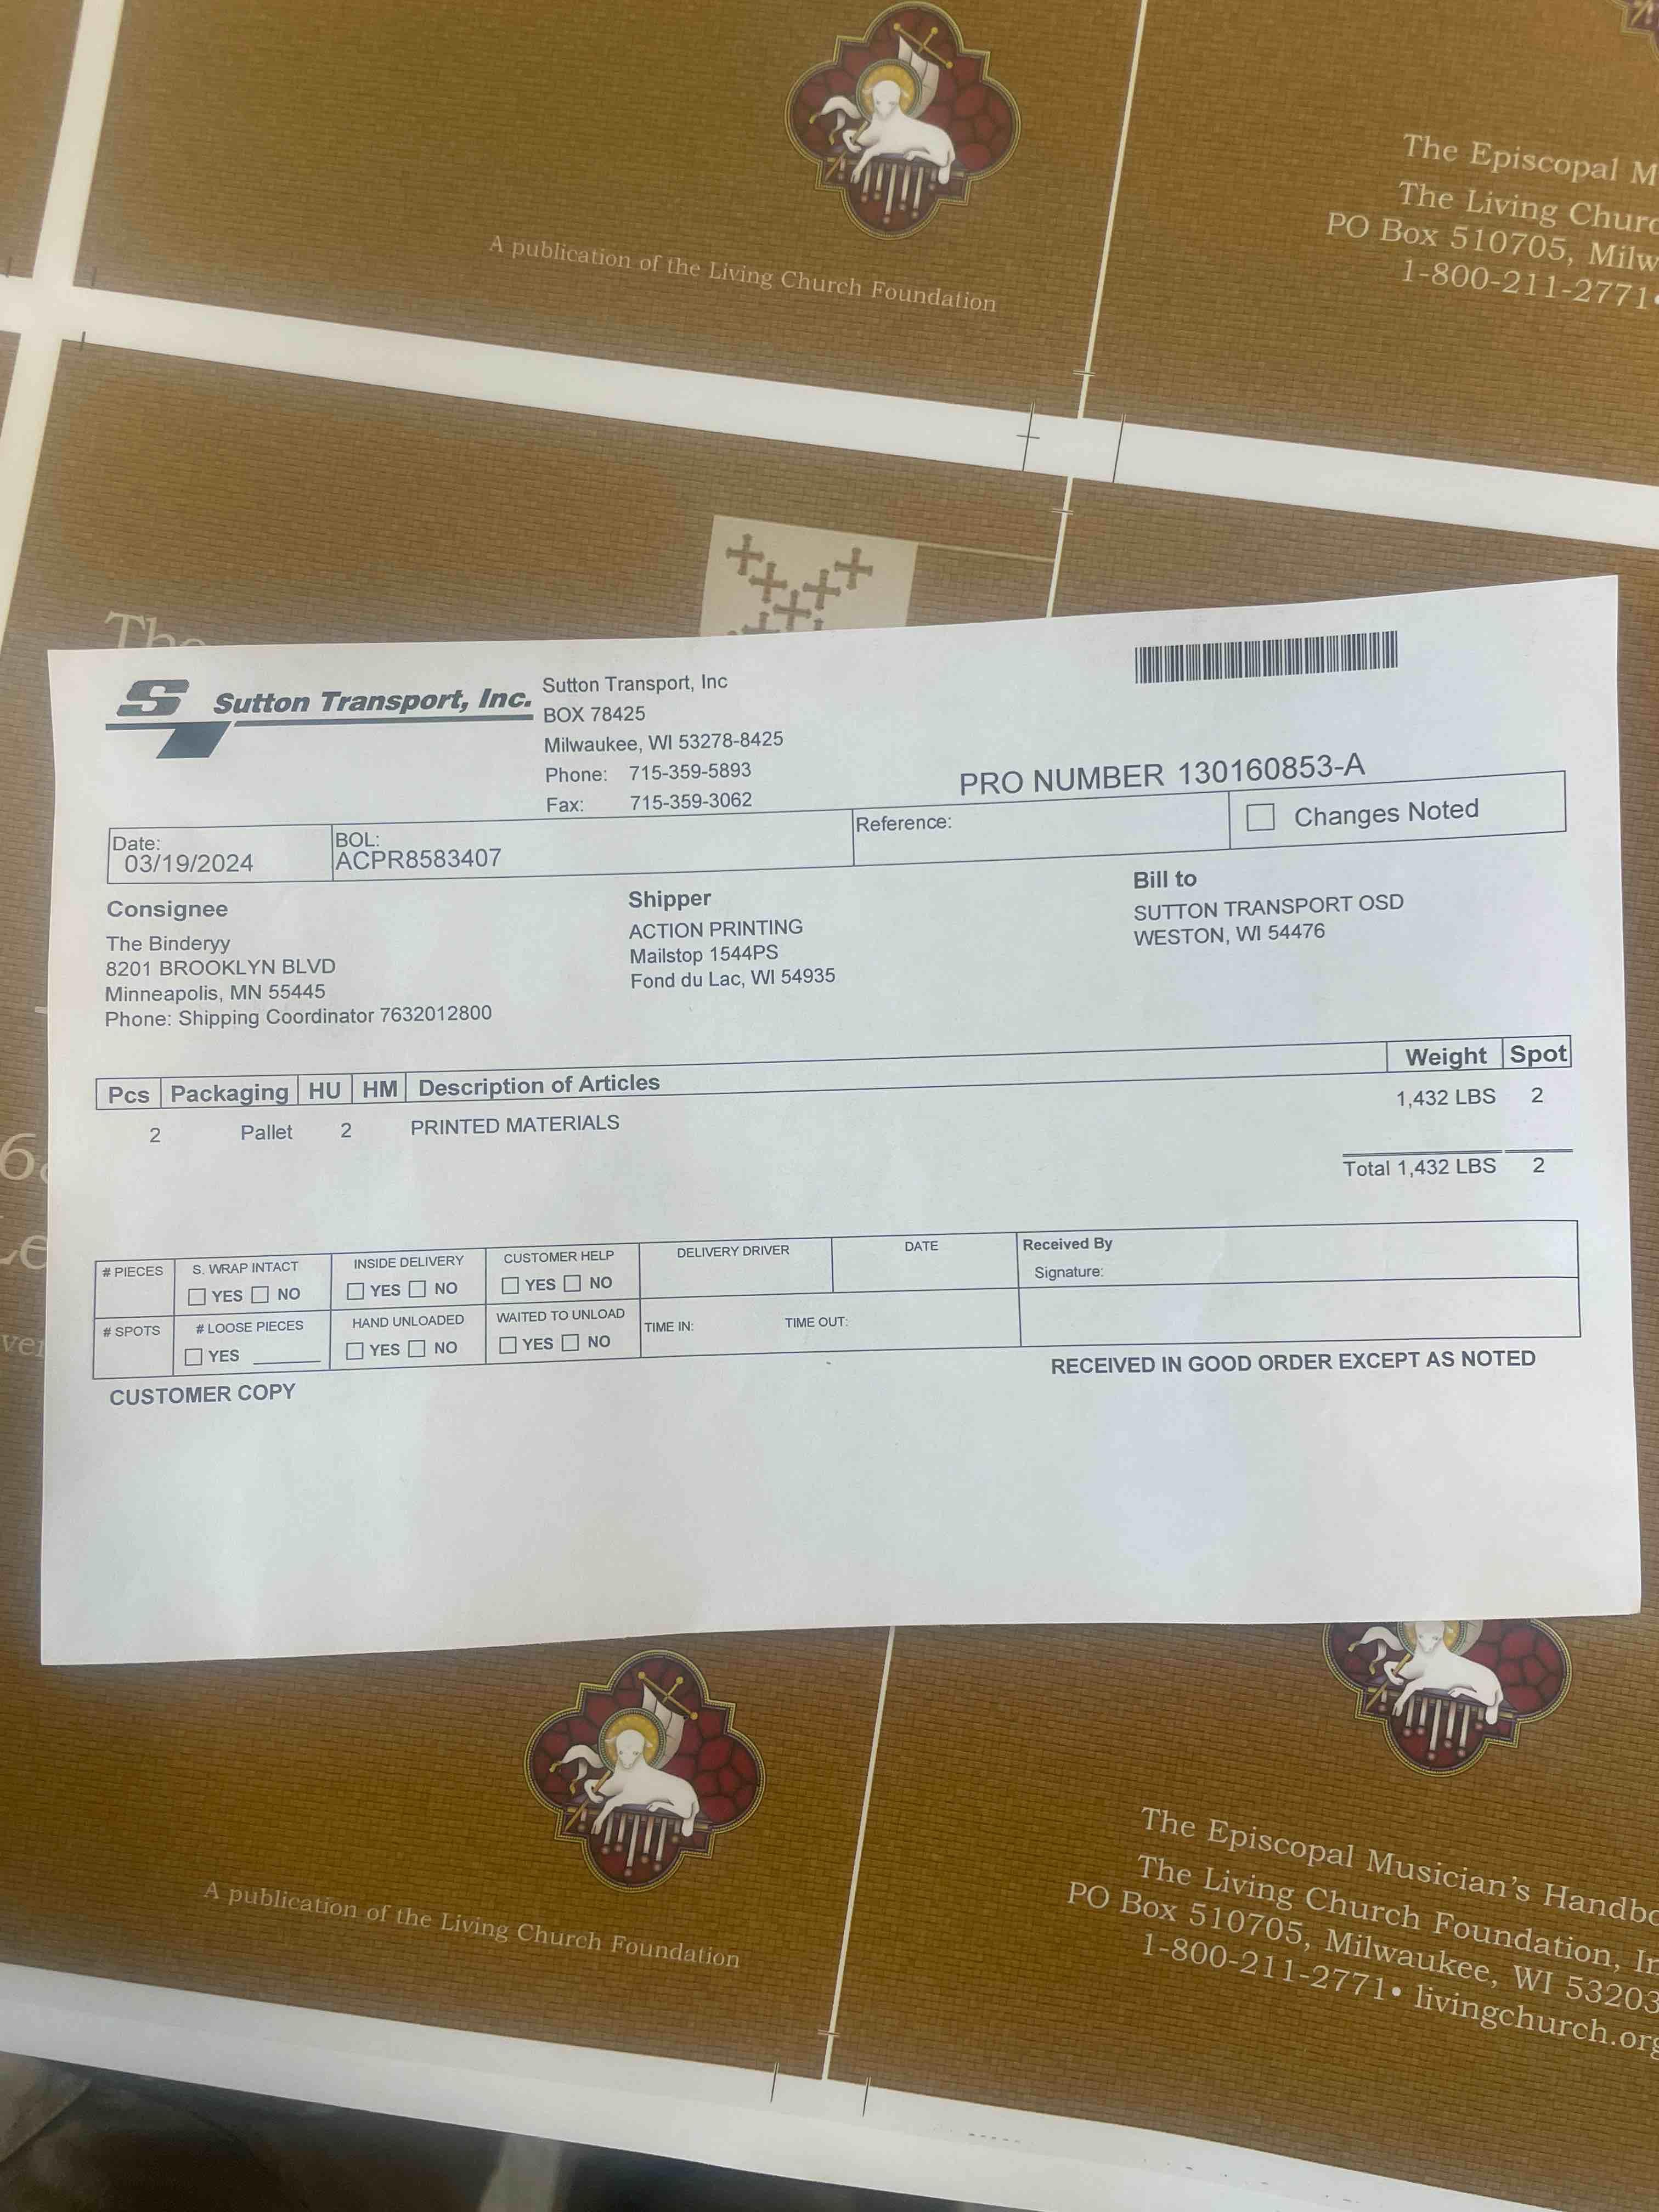 A publication of the Living Church Foundation
The Episcopal
The Living
PO Box 510705,
1-800-211-2771•
Sutton Transport, Inc.
Sutton Transport, Inc
BOX 78425
Milwaukee, WI 53278-8425
Phone: 715-359-5893
Fax: 715-359-3062
PRO NUMBER 130160853-A
Date:
03/19/2024
BOL:
ACPR8583407
Reference:
Changes Noted
Consignee
The Binderyy
8201 BROOKLYN BLVD
Minneapolis, MN 55445
Phone: Shipping Coordinator 7632012800
Shipper
ACTION PRINTING
Mailstop 1544PS
Fond du Lac, WI 54935
Bill to
SUTTON TRANSPORT OSD
WESTON, WI 54476
Pcs Packaging HU HM Description of Articles Weight Spot
2 Pallet 2 PRINTED MATERIALS 1,432 LBS 2
Total 1,432 LBS 2
# PIECES
S. WRAP INTACT
YES NO
INSIDE DELIVERY
YES NO
CUSTOMER HELP
YES NO
DELIVERY DRIVER
DATE
Received By
Signature:
# SPOTS
# LOOSE PIECES
YES
HAND UNLOADED
YES NO
WAITED TO UNLOAD
YES NO
TIME IN: TIME OUT:
CUSTOMER COPY
RECEIVED IN GOOD ORDER EXCEPT AS NOTED
A publication of the Living Church Foundation
The Episcopal Musician's
The Living Church Foundation,
PO Box 510705, Milwaukee, WI 53203
1-800-211-2771• livingchurch.org